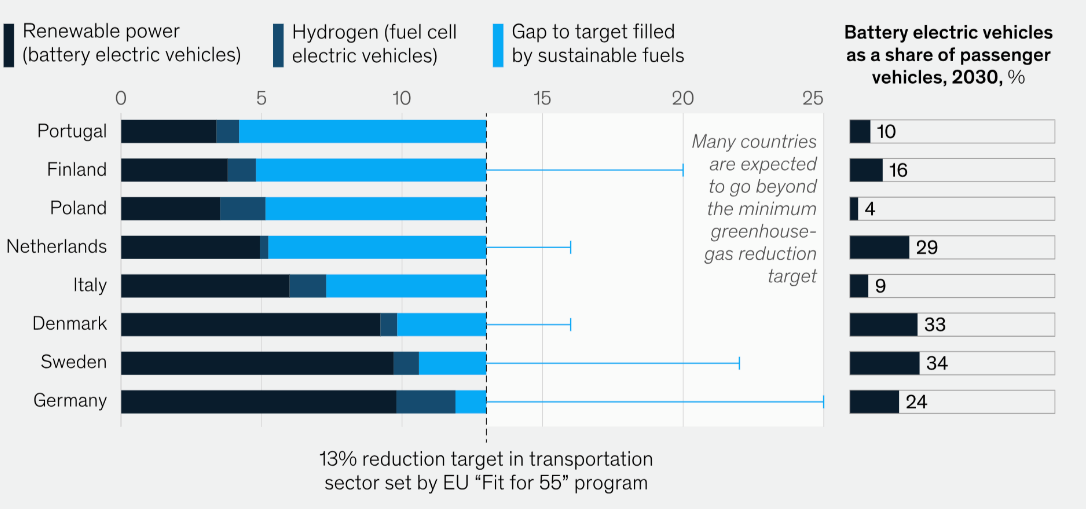 Renewable power
(battery electric vehicles)
Hydrogen (fuel cell
electric vehicles)
Gap to target filled
by sustainable fuels
Battery electric vehicles
as a share of passenger
vehicles, 2030, %
0 5 10 15 20 25
Portugal 10
Finland 16
Poland 4
Netherlands 29
Italy 9
Denmark 33
Sweden 34
Germany 24
Many countries
are expected
to go beyond
the minimum
greenhouse-
gas reduction
target
13% reduction target in transportation
sector set by EU “Fit for 55” program